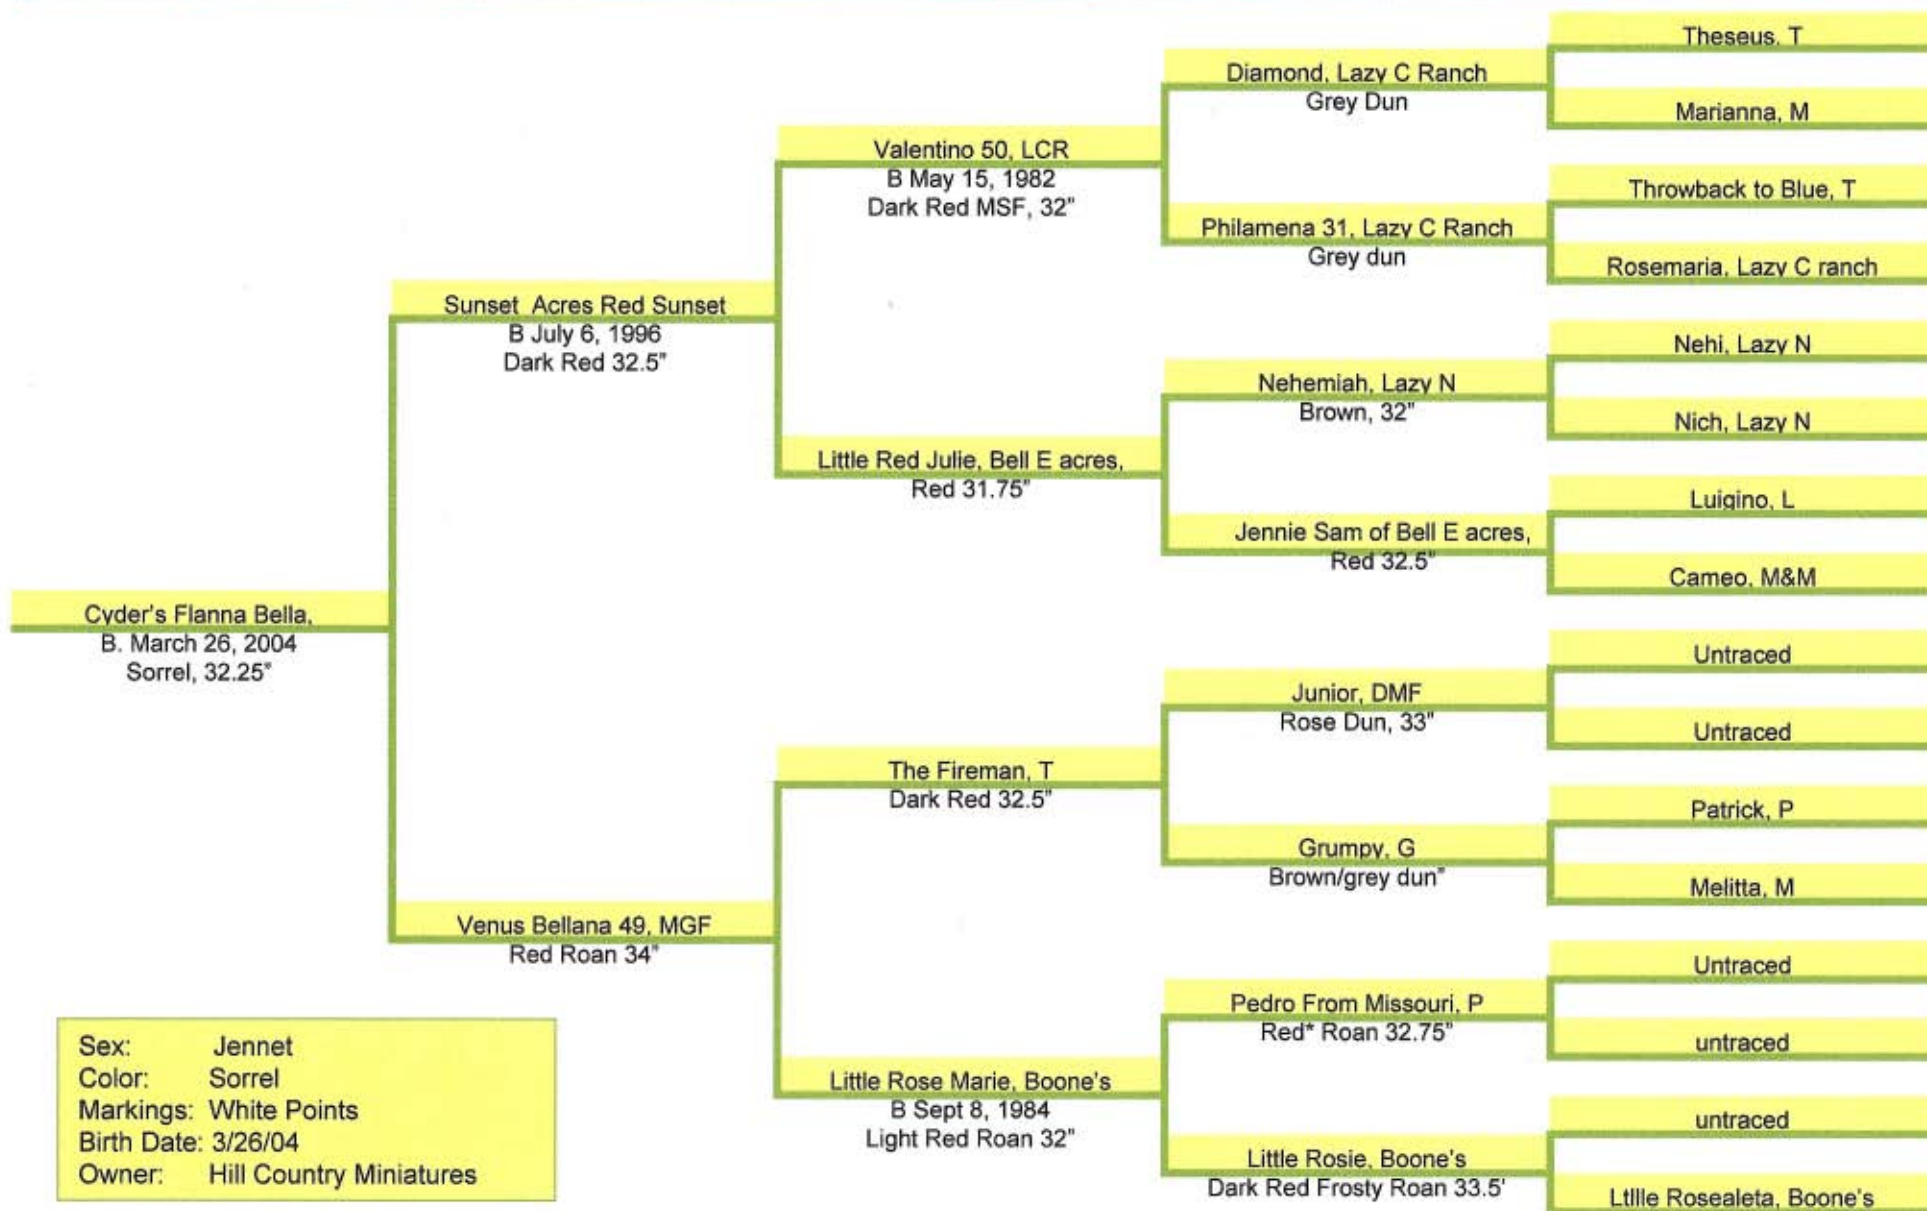 Theseus. T
Diamond, Lazy C Ranch
Grey Dun
Marianna, M
Valentino 50, LCR
B May 15, 1982
Dark Red MSF, 32"
Throwback to Blue, T
Philamena 31, Lazy C Ranch
Grey dun
Rosemaria, Lazy C ranch
Sunset Acres Red Sunset
B July 6, 1996
Dark Red 32.5"
Nehi, Lazy N
Nehemiah, Lazy N
Brown, 32"
Nich, Lazy N
Little Red Julie, Bell E acres,
Red 31.75"
Luigino, L
Jennie Sam of Bell E acres,
Red 32.5"
Cameo, M&M
Cyder's Flanna Bella,
B. March 26, 2004
Sorrel, 32.25"
Untraced
Junior, DMF
Rose Dun, 33"
Untraced
The Fireman, T
Dark Red 32.5"
Patrick, P
Grumpy, G
Brown/grey dun"
Melitta, M
Venus Bellana 49, MGF
Red Roan 34"
Untraced
Pedro From Missouri, P
Red* Roan 32.75"
untraced
Little Rose Marie, Boone's
B Sept 8, 1984
Light Red Roan 32"
untraced
Little Rosie, Boone's
Dark Red Frosty Roan 33.5'
Ltllle Rosealeta, Boone's
Sex: Jennet
Color: Sorrel
Markings: White Points
Birth Date: 3/26/04
Owner: Hill Country Miniatures